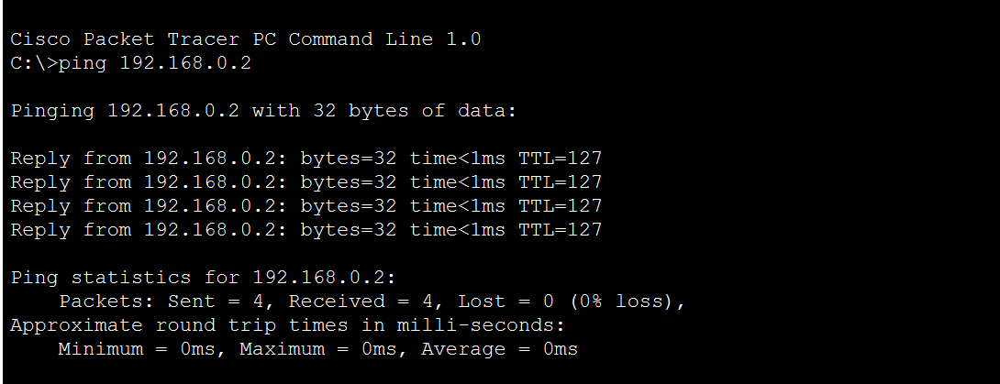 Cisco Packet Tracer PC Command Line 1.0
C:\>ping 192.168.0.2
Pinging 192.168.0.2 with 32 bytes of data:
Reply from 192.168.0.2: bytes=32 time<1ms TTL=127
Reply from 192.168.0.2: bytes=32 time<1ms TTL=127
Reply from 192.168.0.2: bytes=32 time<1ms TTL=127
Reply from 192.168.0.2: bytes=32 time<1ms TTL=127
Ping statistics for 192.168.0.2:
    Packets: Sent = 4, Received = 4, Lost = 0 (0% loss),
Approximate round trip times in milli-seconds:
    Minimum = 0ms, Maximum = 0ms, Average = 0ms